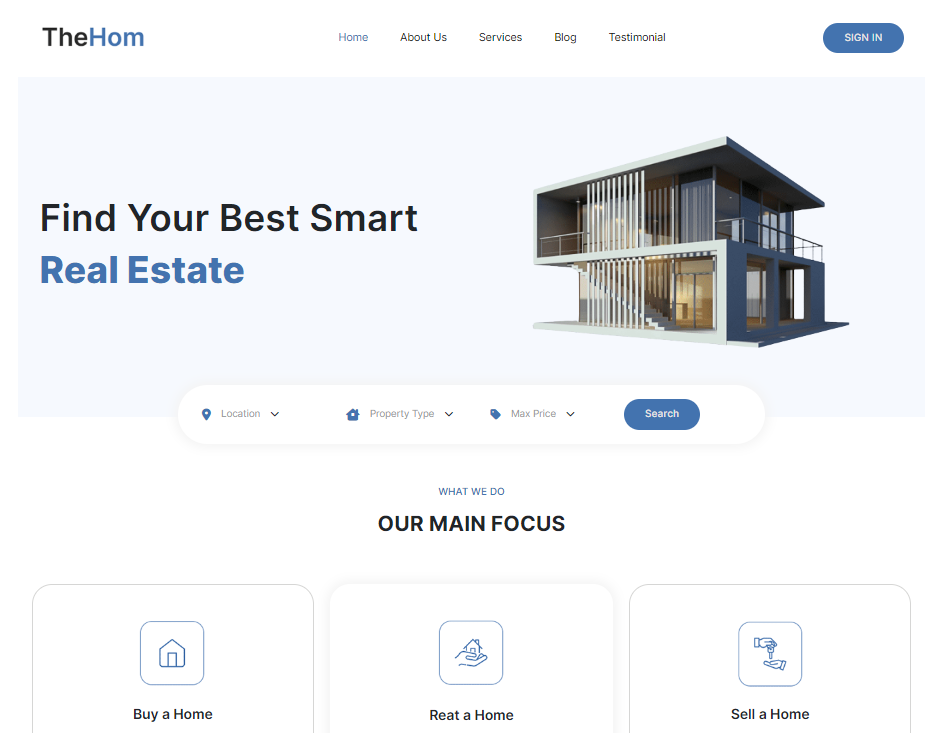 TheHom
Home About Us Services Blog Testimonial
SIGN IN
Find Your Best Smart
Real Estate
Location Property Type Max Price Search
WHAT WE DO
OUR MAIN FOCUS
Buy a Home
Reat a Home
Sell a Home